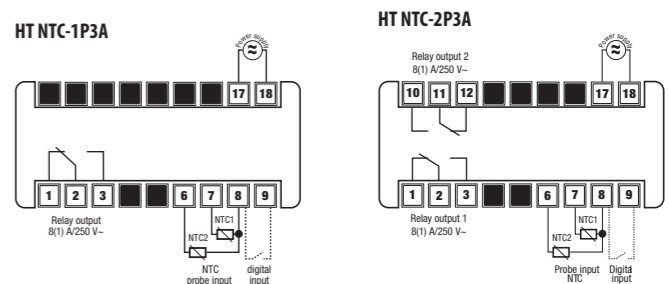 HT NTC-1P3A
Power supply
17 18
1 2 3 6 7 8 9
Relay output
8(1) A/250 V~
NTC1
NTC2
NTC
probe input
digital
input
HT NTC-2P3A
Relay output 2
8(1) A/250 V~
Power supply
10 11 12 17 18
1 2 3 6 7 8 9
Relay output 1
8(1) A/250 V~
NTC1
NTC2
Probe input
NTC
Digital
input